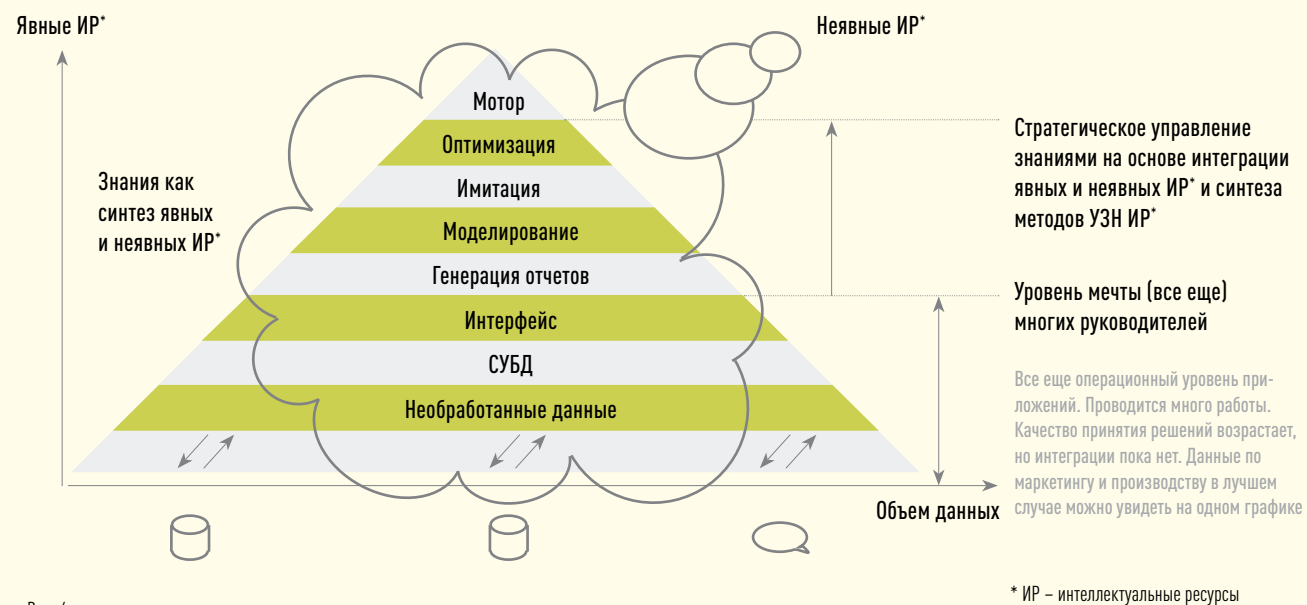 Явные ИР*
Неявные ИР*
Знания как
синтез явных
и неявных ИР*
Мотор
Оптимизация
Имитация
Моделирование
Генерация отчетов
Интерфейс
СУБД
Необработанные данные
Стратегическое управление
знаниями на основе интеграции
явных и неявных ИР* и синтеза
методов УЗН ИР*
Уровень мечты (все еще)
многих руководителей
Все еще операционный уровень при-
ложений. Проводится много работы.
Качество принятия решений возрастает,
но интеграции пока нет. Данные по
маркетингу и производству в лучшем
случае можно увидеть на одном графике
Объем данных
* ИР – интеллектуальные ресурсы